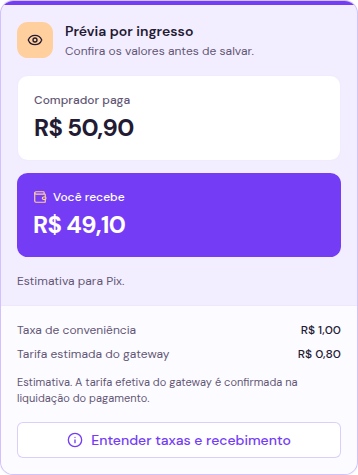 Prévia por ingresso
Confira os valores antes de salvar.
Comprador paga
R$ 50,90
Você recebe
R$ 49,10
Estimativa para Pix.
Taxa de conveniência R$ 1,00
Tarifa estimada do gateway R$ 0,80
Estimativa. A tarifa efetiva do gateway é confirmada na
liquidação do pagamento.
Entender taxas e recebimento